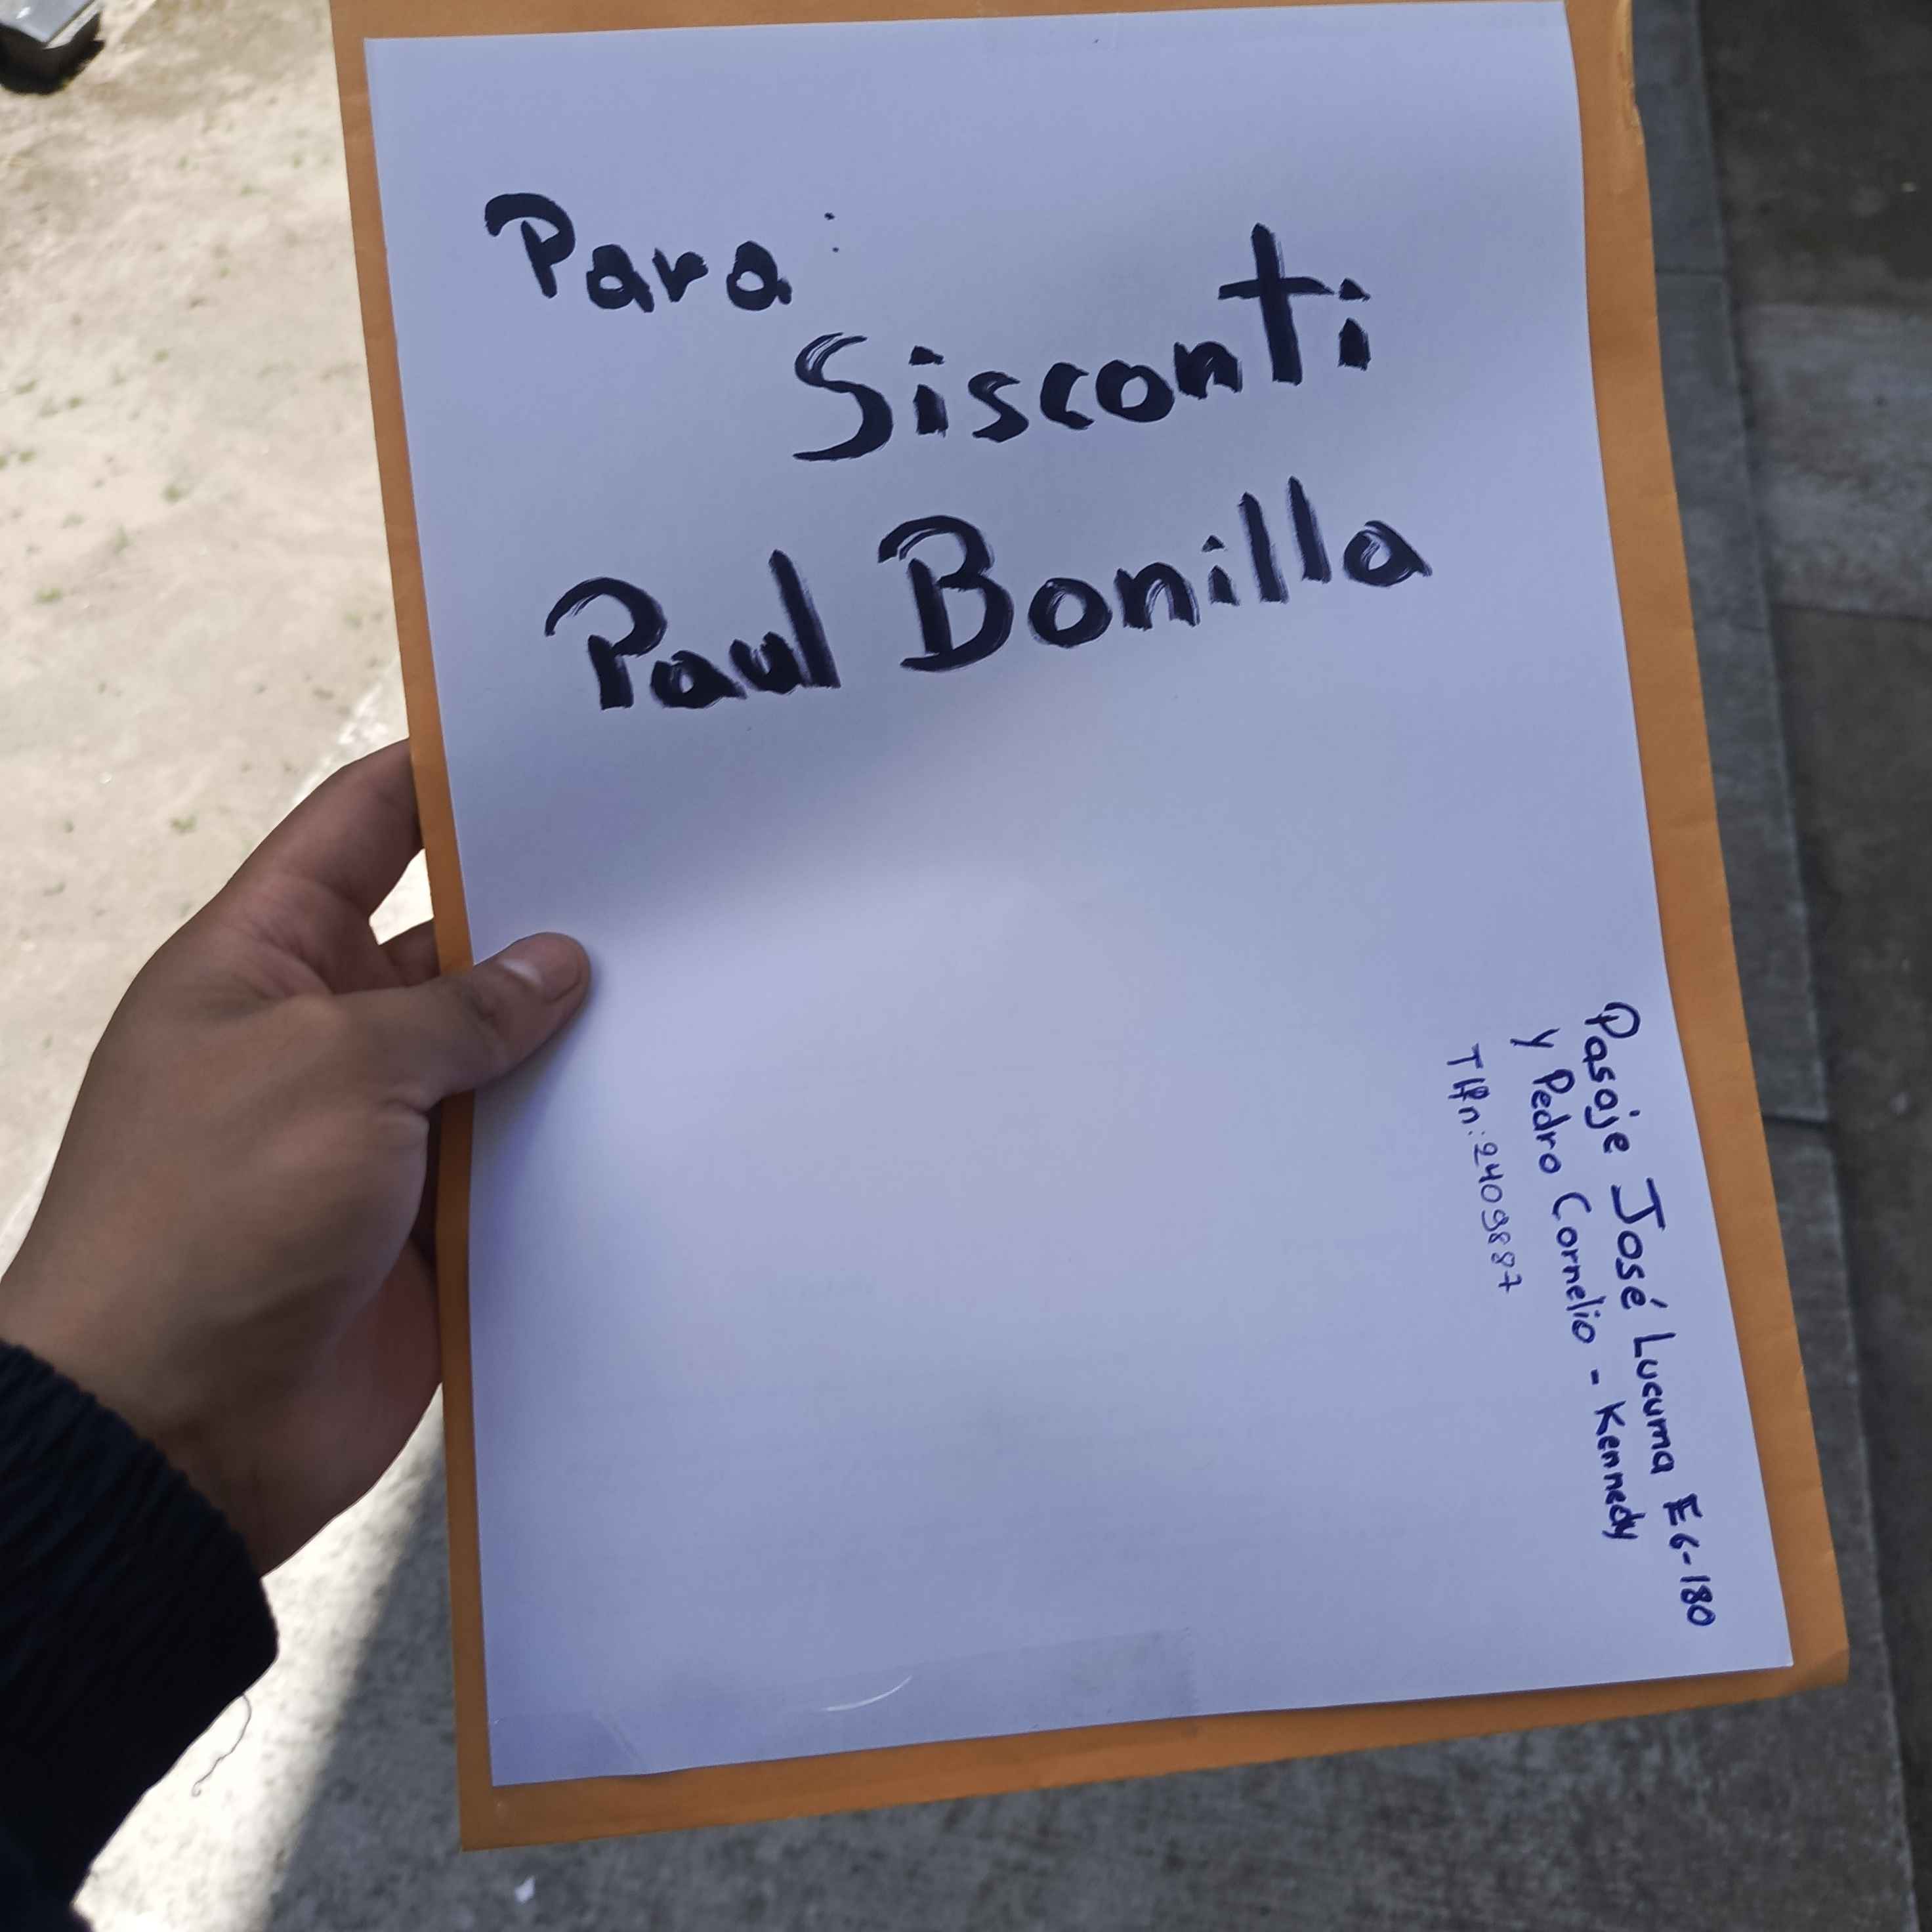 Para:
Sisconti
Paul Bonilla
Pasaje José Lucuma E6-180
y Pedro Cornelio - Kennedy
Tlfn: 2409887